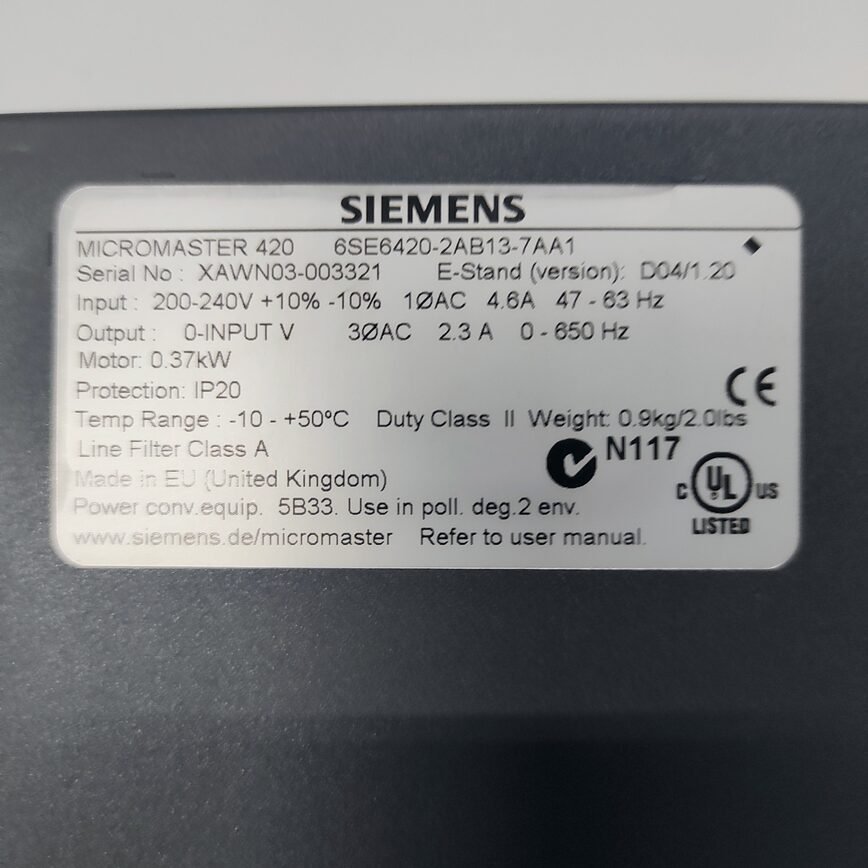 SIEMENS
MICROMASTER 420 6SE6420-2AB13-7AA1
Serial No : XAWN03-003321 E-Stand (version): D04/1.20
Input : 200-240V +10% -10% 1ØAC 4.6A 47 - 63 Hz
Output : 0-INPUT V 3ØAC 2.3 A 0 - 650 Hz
Motor: 0.37kW
Protection: IP20
CE
Temp Range : -10 - +50ºC Duty Class II Weight: 0.9kg/2.0lbs
Line Filter Class A
N117
Made in EU (United Kingdom)
C UL US
LISTED
Power conv.equip. 5B33. Use in poll. deg.2 env.
www.siemens.de/micromaster Refer to user manual.